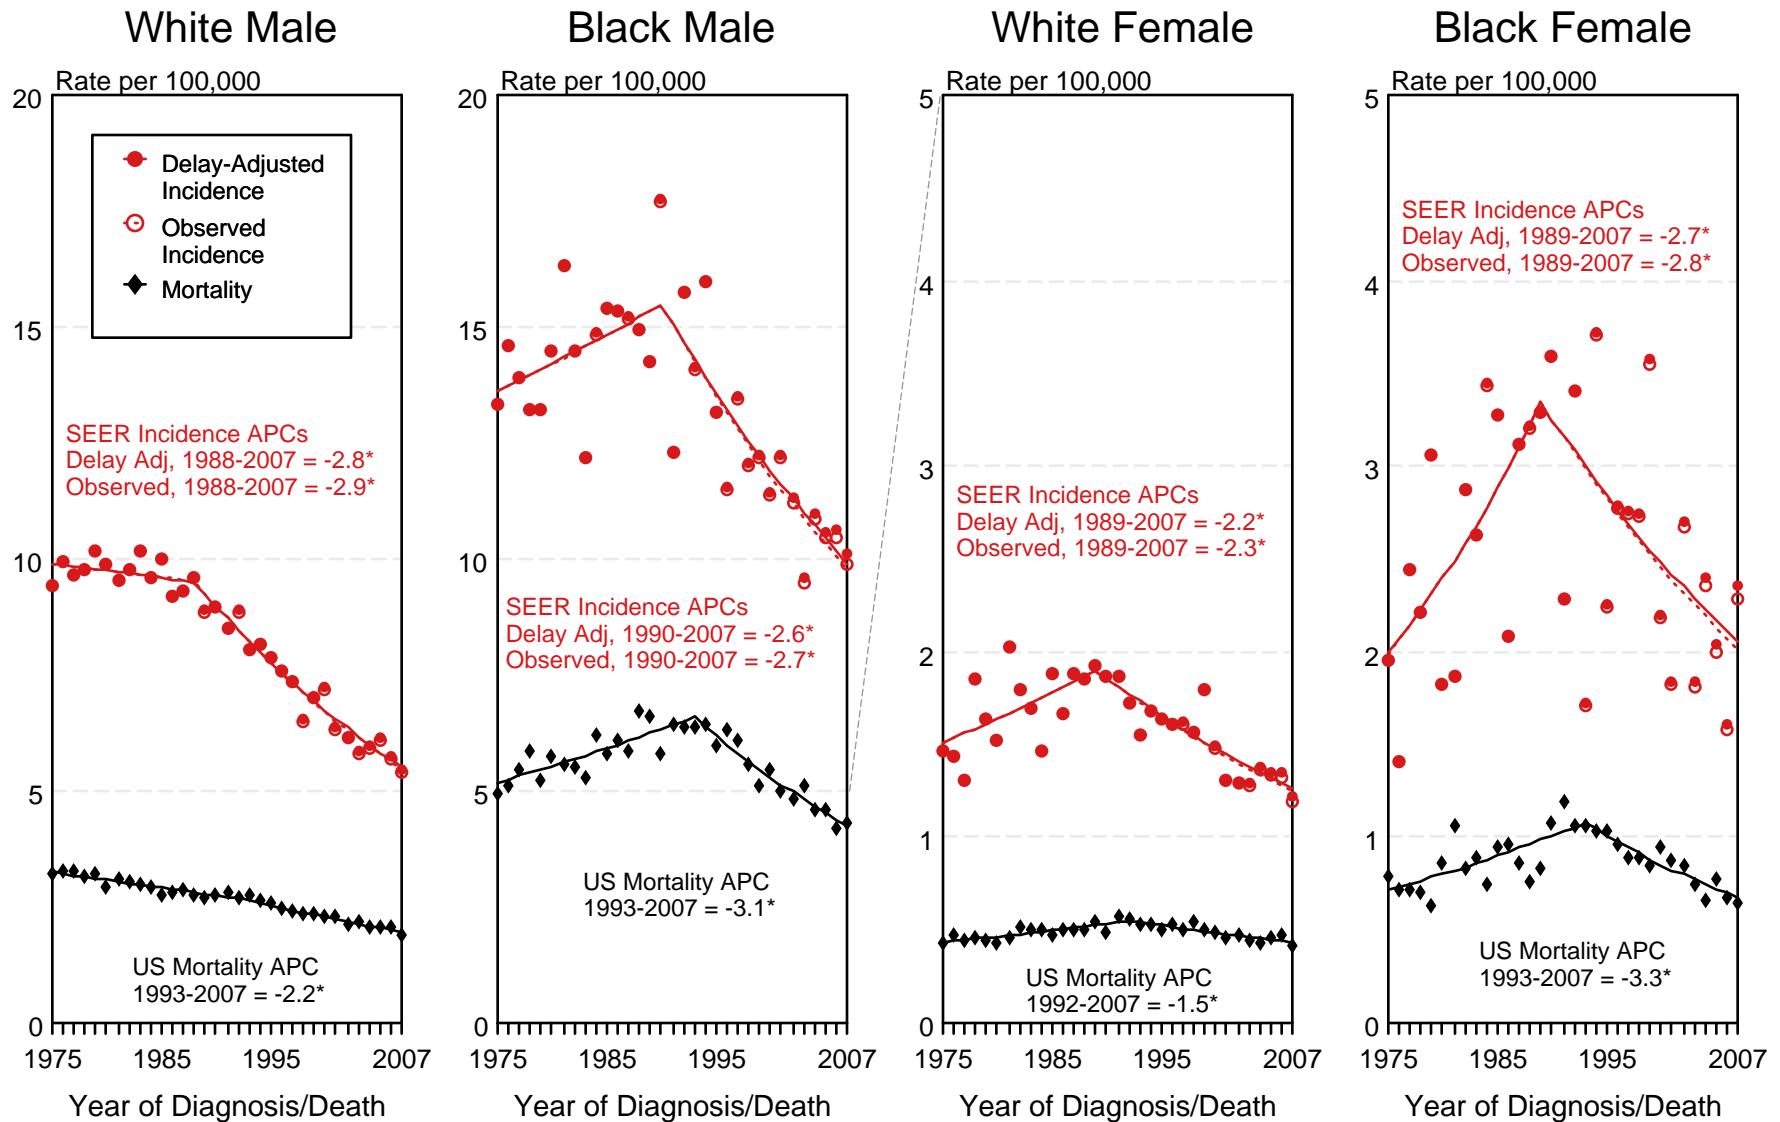 White Male
Rate per 100,000
20
15
10
5
0
Delay-Adjusted
Incidence
Observed
Incidence
Mortality
SEER Incidence APCs
Delay Adj, 1988-2007 = -2.8*
Observed, 1988-2007 = -2.9*
US Mortality APC
1993-2007 = -2.2*
1975
1985
1995
2007
Year of Diagnosis/Death
Black Male
Rate per 100,000
20
15
10
5
0
SEER Incidence APCs
Delay Adj, 1990-2007 = -2.6*
Observed, 1990-2007 = -2.7*
US Mortality APC
1993-2007 = -3.1*
1975
1985
1995
2007
Year of Diagnosis/Death
White Female
Rate per 100,000
5
4
3
2
1
0
SEER Incidence APCs
Delay Adj, 1989-2007 = -2.2*
Observed, 1989-2007 = -2.3*
US Mortality APC
1992-2007 = -1.5*
1975
1985
1995
2007
Year of Diagnosis/Death
Black Female
Rate per 100,000
5
4
3
2
1
0
SEER Incidence APCs
Delay Adj, 1989-2007 = -2.7*
Observed, 1989-2007 = -2.8*
US Mortality APC
1993-2007 = -3.3*
1975
1985
1995
2007
Year of Diagnosis/Death